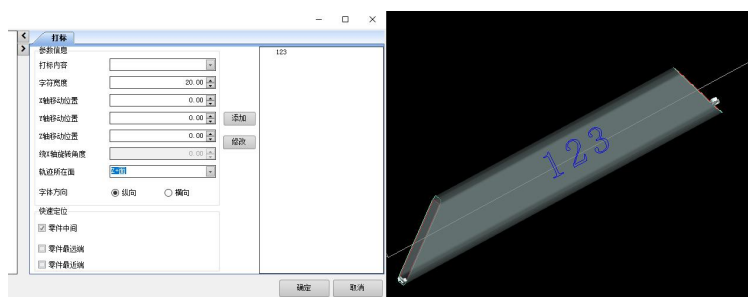 打标
参数信息
打标内容
字符宽度 20.00
X轴移动位置 0.00
Y轴移动位置 0.00
添加
Z轴移动位置 0.00
修改
绕X轴旋转角度 0.00
轨迹所在面 Z+面
字体方向 纵向 横向
快速定位
零件中间
零件最远端
零件最近端
123
确定 取消
123